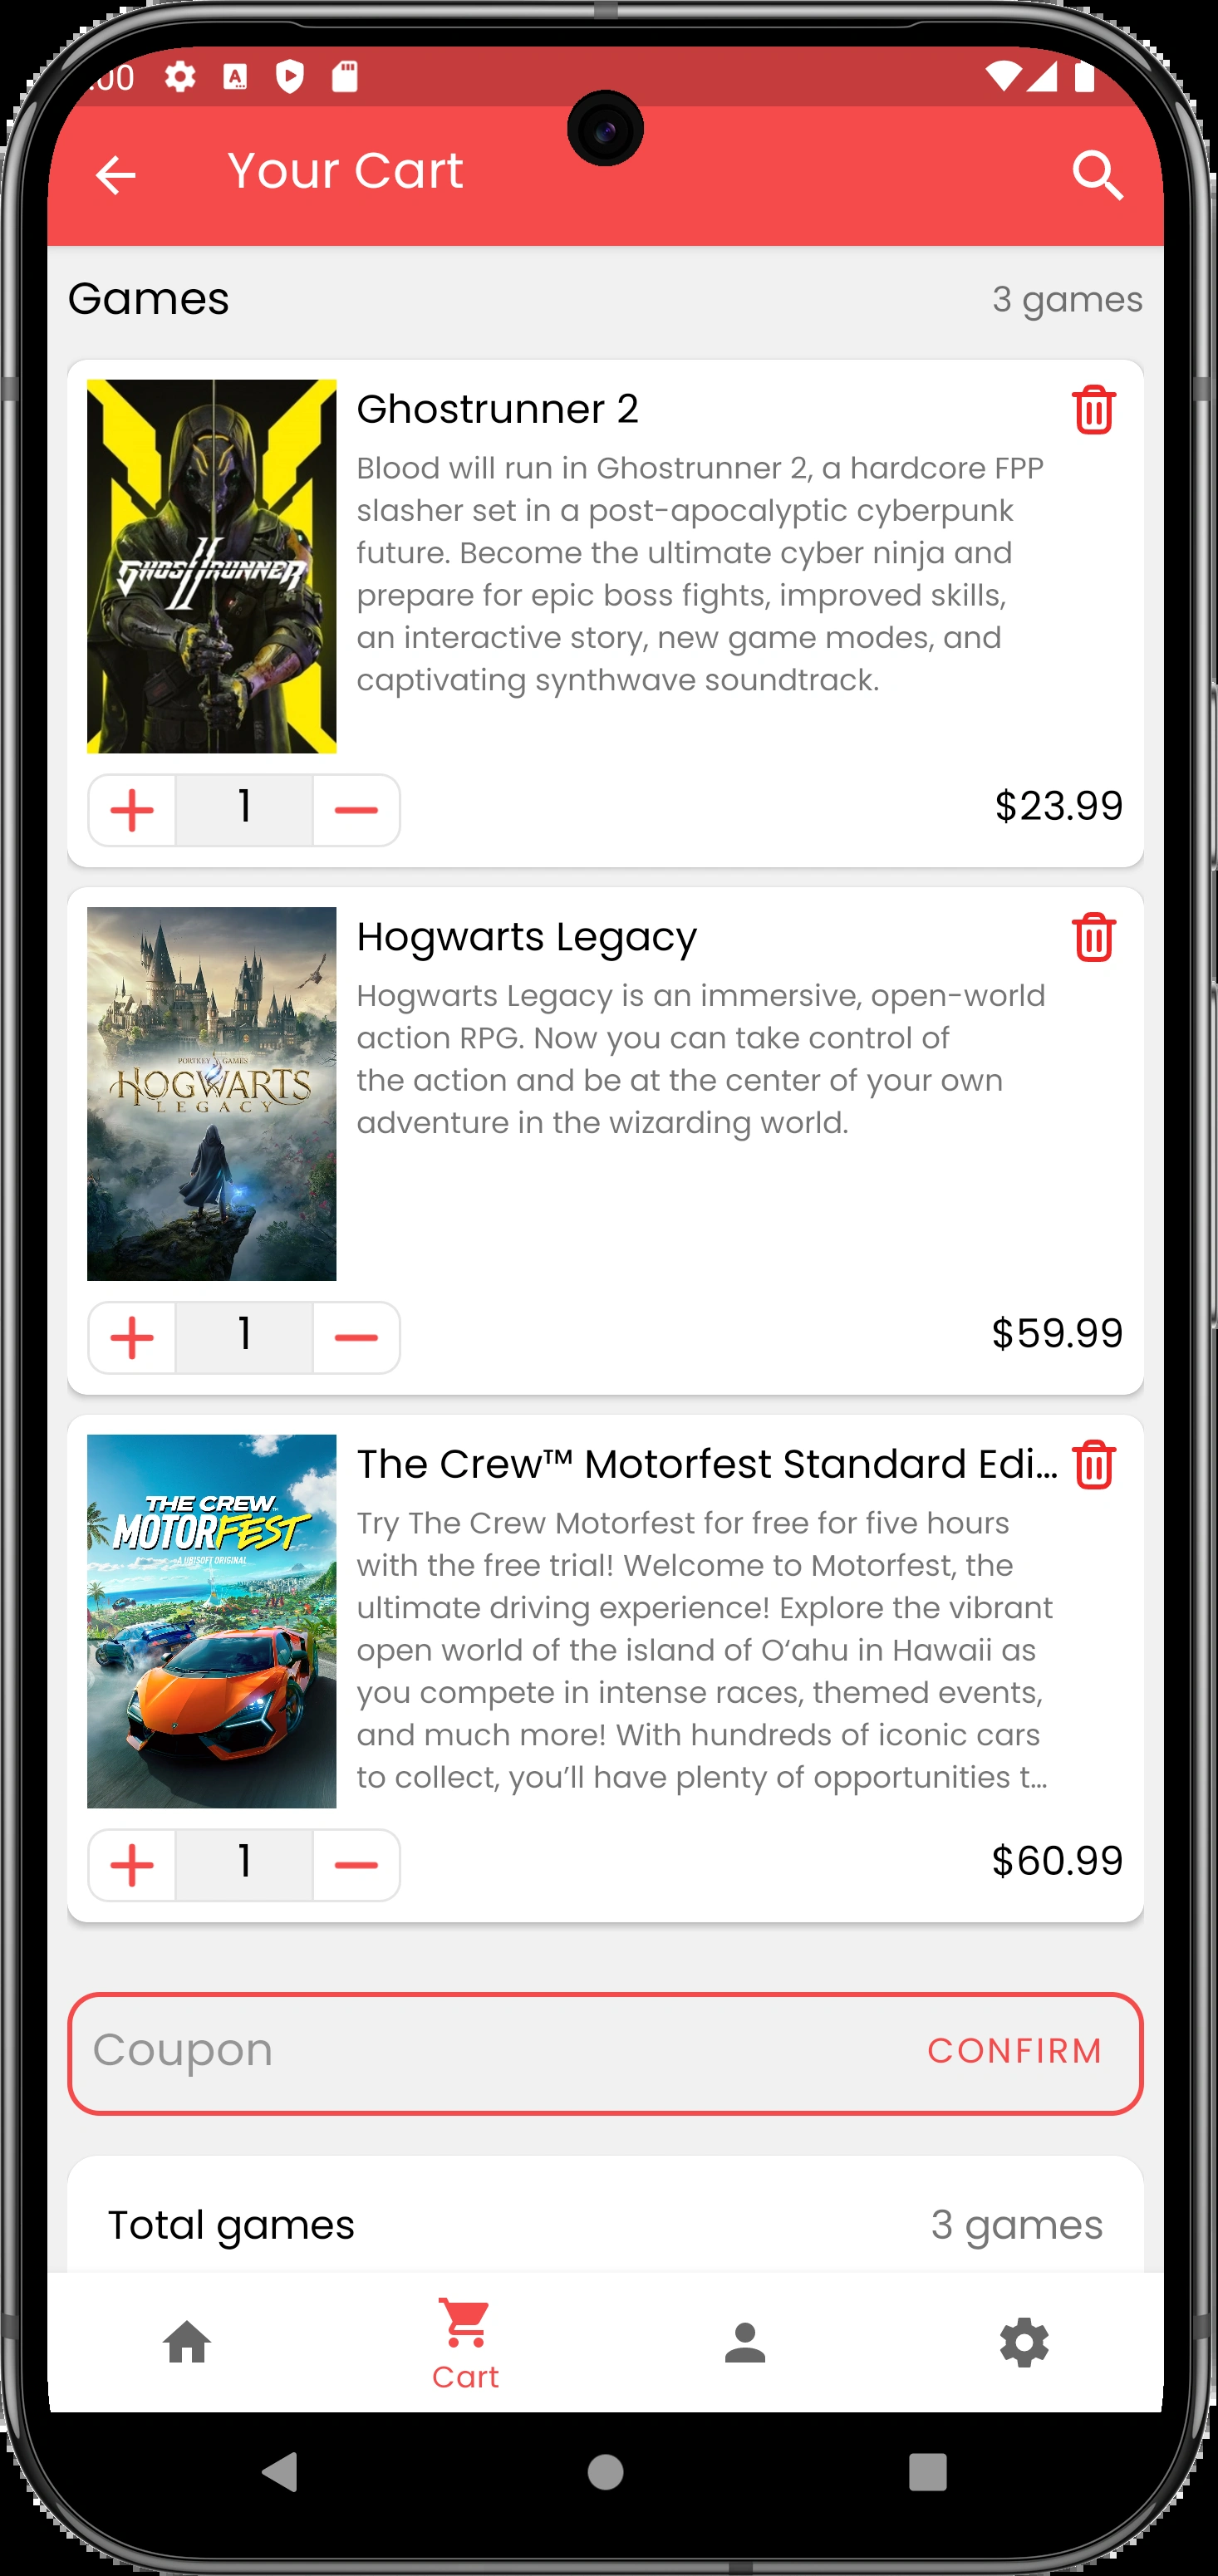 :00
Your Cart
Games
3 games
Ghostrunner 2
Blood will run in Ghostrunner 2, a hardcore FPP
slasher set in a post-apocalyptic cyberpunk
future. Become the ultimate cyber ninja and
prepare for epic boss fights, improved skills,
an interactive story, new game modes, and
captivating synthwave soundtrack.
GHOSTRUNNER
1
$23.99
Hogwarts Legacy
Hogwarts Legacy is an immersive, open-world
action RPG. Now you can take control of
the action and be at the center of your own
adventure in the wizarding world.
PORTKEY GAMES
HOGWARTS
LEGACY
1
$59.99
The Crew™ Motorfest Standard Edi...
Try The Crew Motorfest for free for five hours
with the free trial! Welcome to Motorfest, the
ultimate driving experience! Explore the vibrant
open world of the island of O‘ahu in Hawaii as
you compete in intense races, themed events,
and much more! With hundreds of iconic cars
to collect, you’ll have plenty of opportunities t...
THE CREW
MOTORFEST
A UBISOFT ORIGINAL
1
$60.99
Coupon
CONFIRM
Total games
3 games
Cart